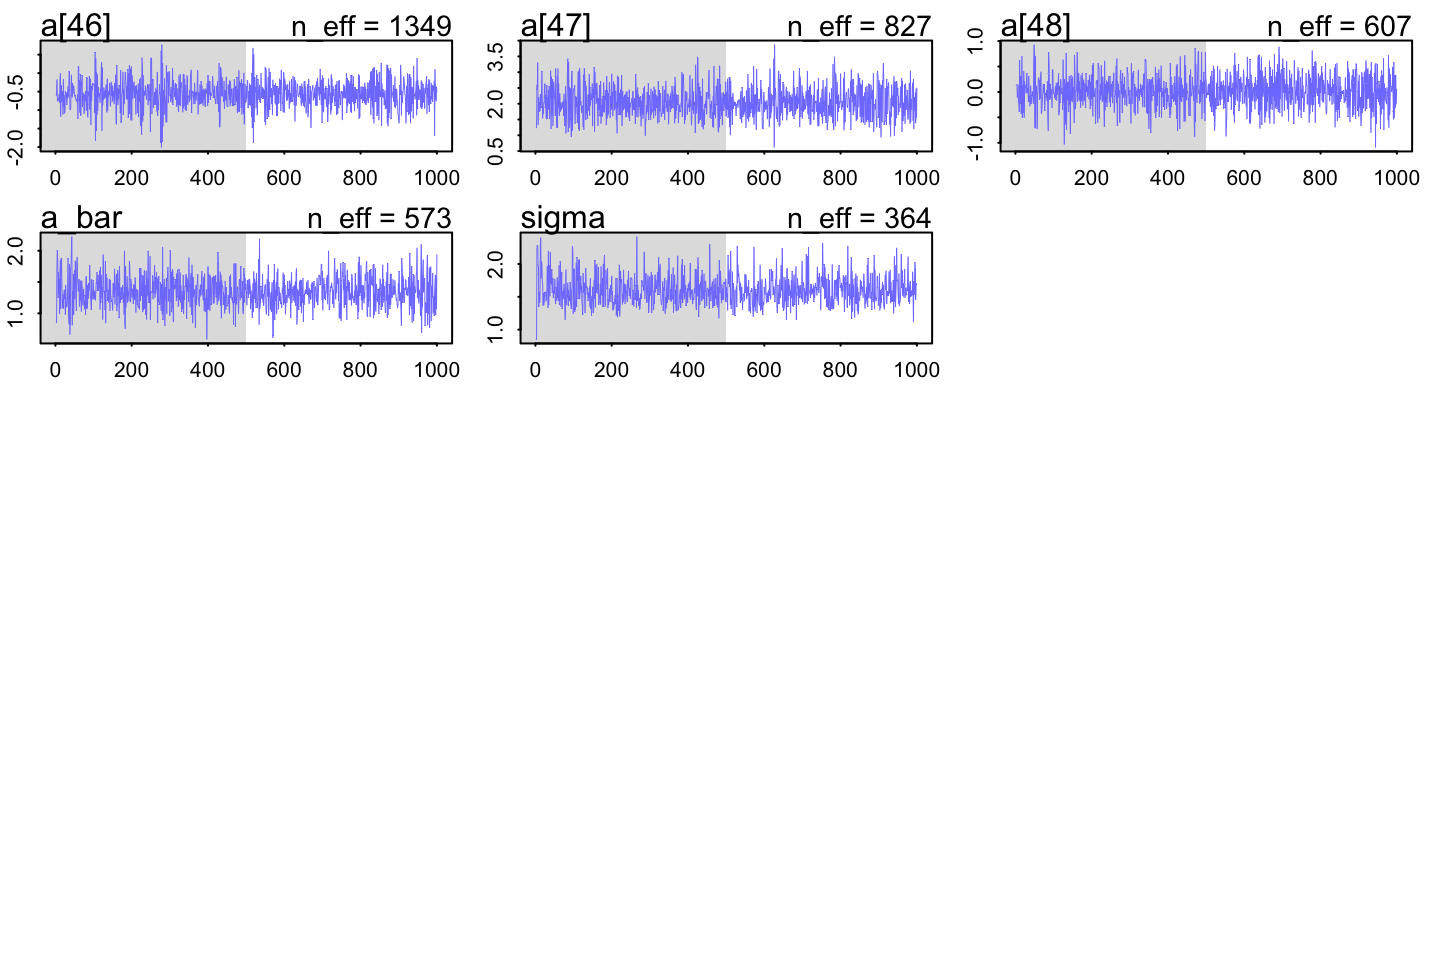 a[46] n_eff = 1349
-0.5
-2.0
0 200 400 600 800 1000
a[47] n_eff = 827
3.5
2.0
0.5
0 200 400 600 800 1000
a[48] n_eff = 607
1.0
0.0
-1.0
0 200 400 600 800 1000
a_bar n_eff = 573
2.0
1.0
0 200 400 600 800 1000
sigma n_eff = 364
2.0
1.0
0 200 400 600 800 1000